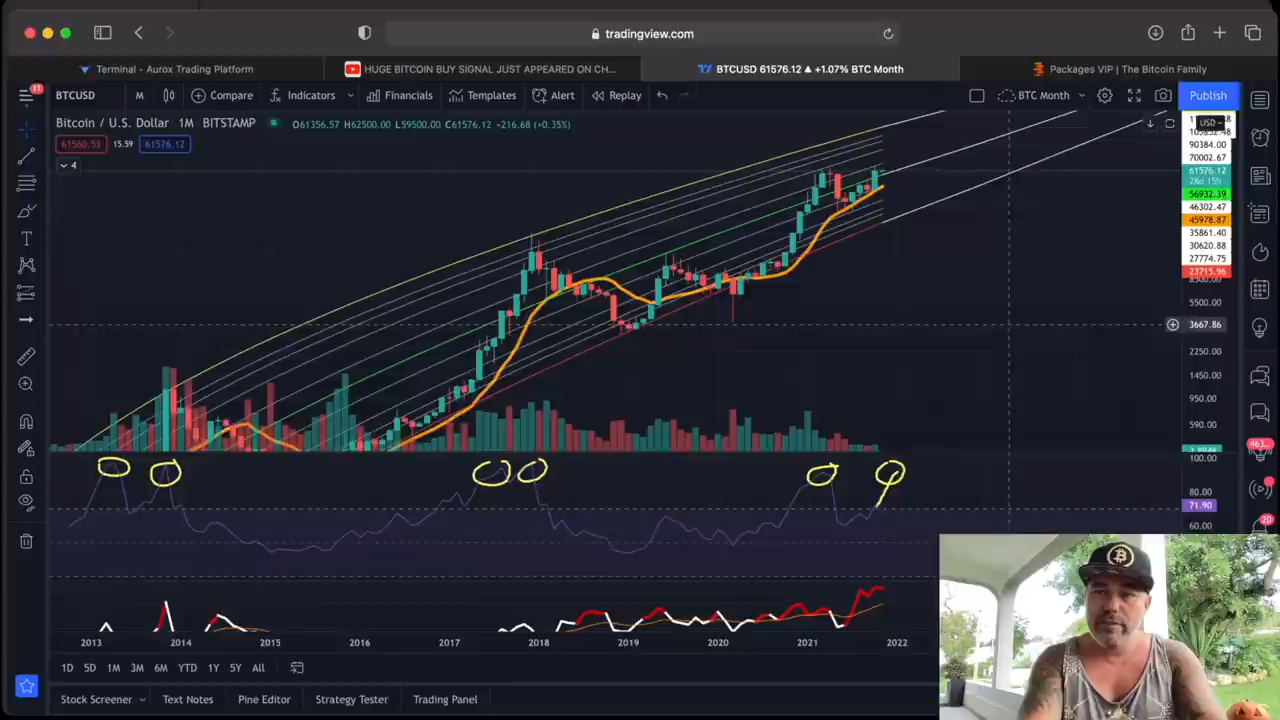 tradingview.com
Terminal - Aurox Trading Platform
HUGE BITCOIN BUY SIGNAL JUST APPEARED ON CH...
BTCUSD 61576.12 ▲ +1.07% BTC Month
Packages VIP | The Bitcoin Family
11
BTCUSD M Compare Indicators Financials Templates Alert Replay BTC Month Publish
Bitcoin / U.S. Dollar 1M BITSTAMP O61356.57 H62500.00 L59500.00 C61576.12 +216.68 (+0.35%)
USD
61560.53 15.59 61576.12
90384.00
4
70002.67
61576.12
28d 15h
56932.39
46302.47
45978.87
35861.40
30620.88
27774.75
23715.96
5500.00
3667.86
2250.00
1450.00
950.00
590.00
100.00
80.00
71.90
60.00
463...
20
2013 2014 2015 2016 2017 2018 2019 2020 2021 2022
1D 5D 1M 3M 6M YTD 1Y 5Y All
Stock Screener Text Notes Pine Editor Strategy Tester Trading Panel